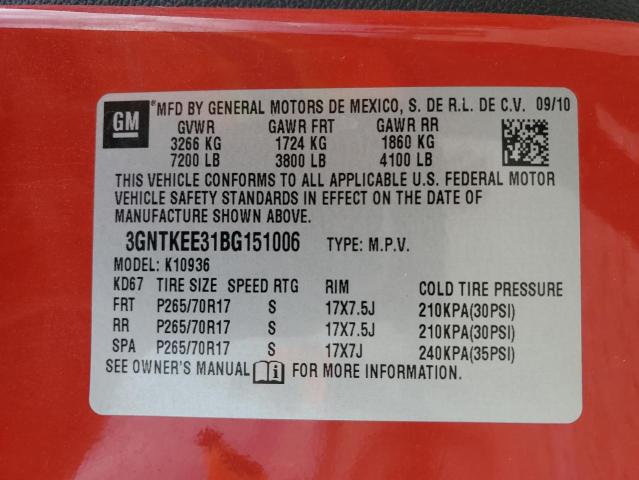 GM ®MFD BY GENERAL MOTORS DE MEXICO, S. DE R.L. DE C.V. 09/10
GVWR GAWR FRT GAWR RR
3266 KG 1724 KG 1860 KG
7200 LB 3800 LB 4100 LB
THIS VEHICLE CONFORMS TO ALL APPLICABLE U.S. FEDERAL MOTOR
VEHICLE SAFETY STANDARDS IN EFFECT ON THE DATE OF
MANUFACTURE SHOWN ABOVE.
3GNTKEE31BG151006 TYPE: M.P.V.
MODEL: K10936
KD67 TIRE SIZE SPEED RTG RIM COLD TIRE PRESSURE
FRT P265/70R17 S 17X7.5J 210KPA(30PSI)
RR P265/70R17 S 17X7.5J 210KPA(30PSI)
SPA P265/70R17 S 17X7J 240KPA(35PSI)
SEE OWNER'S MANUAL FOR MORE INFORMATION.